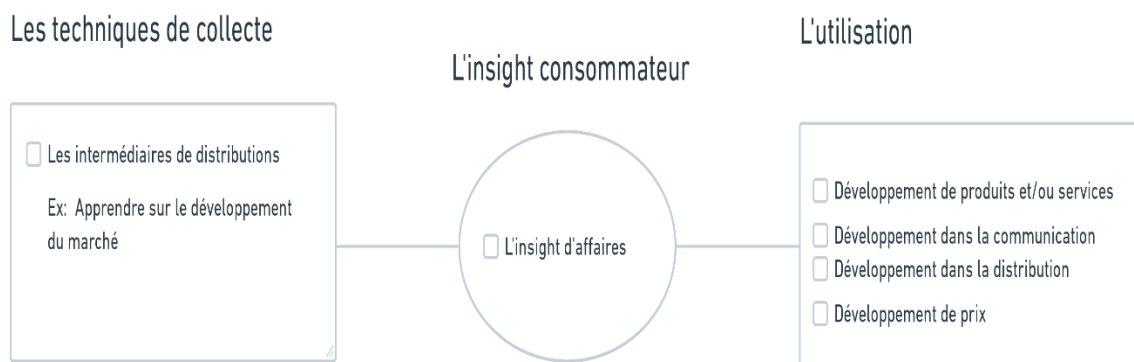 Les techniques de collecte
L'insight consommateur
L'utilisation
Les intermédiaires de distributions
Ex: Apprendre sur le développement
du marché
L'insight d'affaires
Développement de produits et/ou services
Développement dans la communication
Développement dans la distribution
Développement de prix